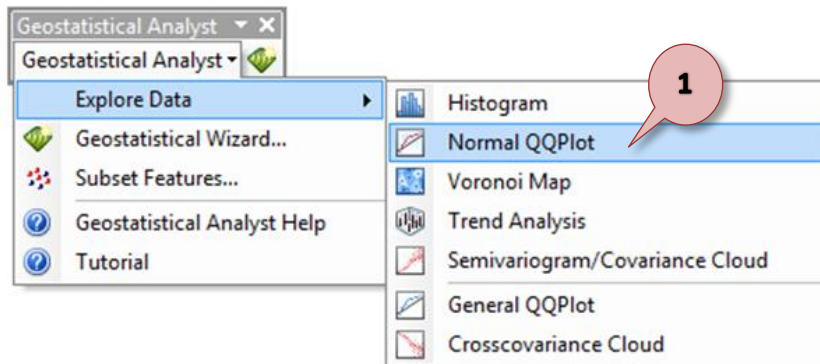 Geostatistical Analyst
Geostatistical Analyst
Explore Data
Geostatistical Wizard...
Subset Features...
Geostatistical Analyst Help
Tutorial
1
Histogram
Normal QQPlot
Voronoi Map
Trend Analysis
Semivariogram/Covariance Cloud
General QQPlot
Crosscovariance Cloud